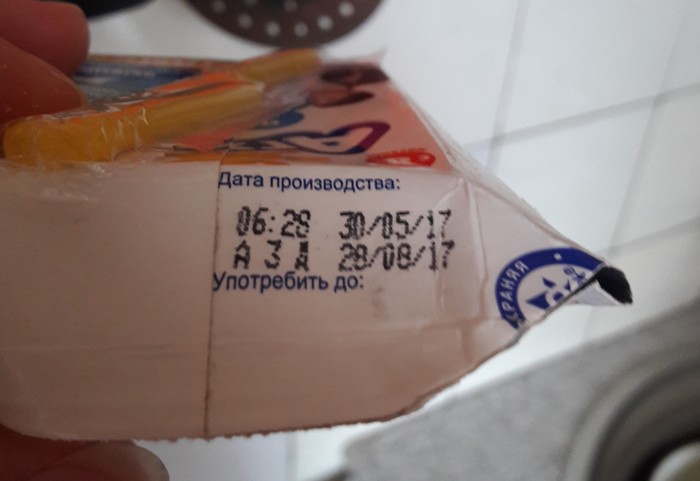 Дата производства:
06:28 30/05/17
А 3 Д 28/08/17
Употребить до: